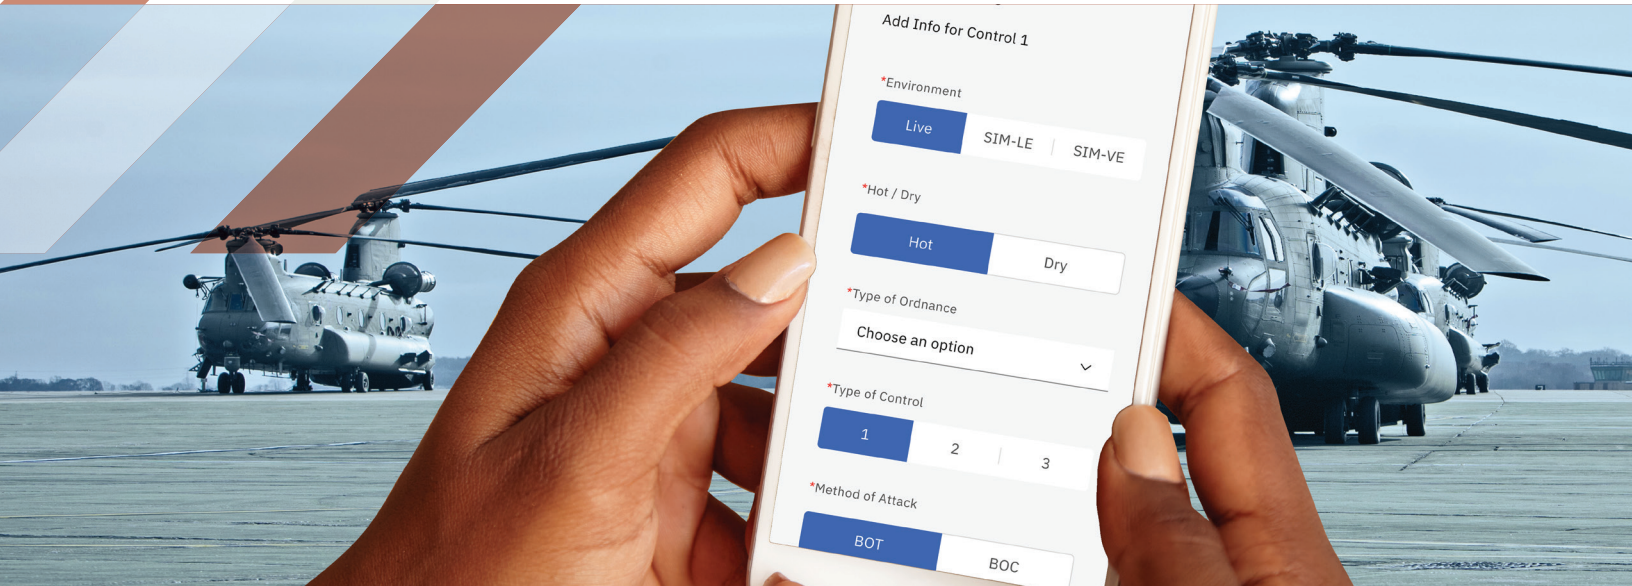 Add Info for Control 1
*Environment
Live SIM-LE SIM-VE
*Hot / Dry
Hot Dry
*Type of Ordnance
Choose an option
*Type of Control
1 2 3
*Method of Attack
BOT BOC